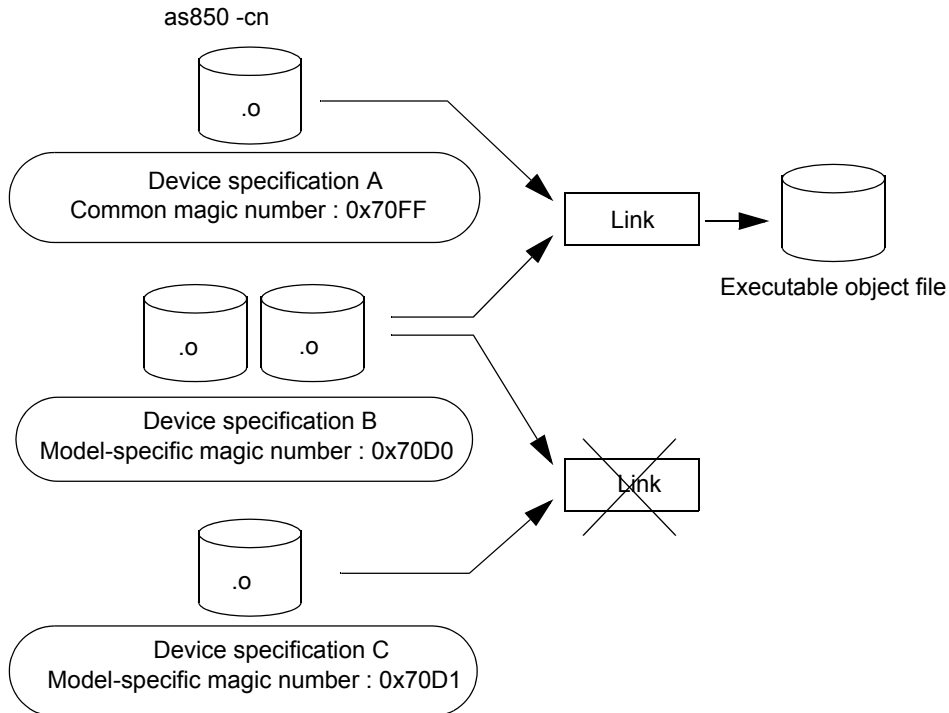 as850 -cn
.o
Device specification A
Common magic number : 0x70FF
Link
Executable object file
.o
.o
Device specification B
Model-specific magic number : 0x70D0
Link
.o
Device specification C
Model-specific magic number : 0x70D1